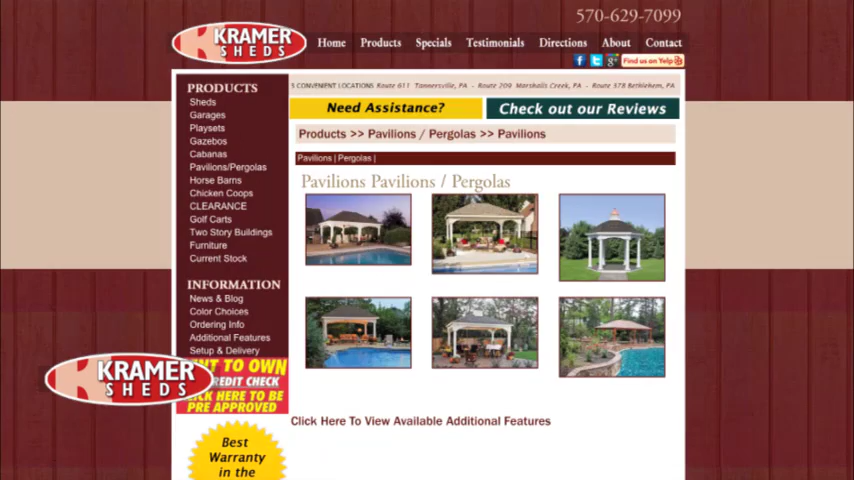 570-629-7099
KRAMER
SHEDS
Home Products Specials Testimonials Directions About Contact
Find us on Yelp
PRODUCTS
Sheds
Garages
Playsets
Gazebos
Cabanas
Pavilions/Pergolas
Horse Barns
Chicken Coops
CLEARANCE
Golf Carts
Two Story Buildings
Furniture
Current Stock
INFORMATION
News & Blog
Color Choices
Ordering Info
Additional Features
Setup & Delivery
NT TO OWN
CREDIT CHECK
CLICK HERE TO BE
PRE APPROVED
Best
Warranty
in the
CONVENIENT LOCATIONS Route 611 Tannersville, PA - Route 209 Marshalls Creek, PA - Route 378 Bethlehem, PA
Need Assistance? Check out our Reviews
Products >> Pavilions / Pergolas >> Pavilions
Pavilions | Pergolas |
Pavilions Pavilions / Pergolas
Click Here To View Available Additional Features
KRAMER
SHEDS